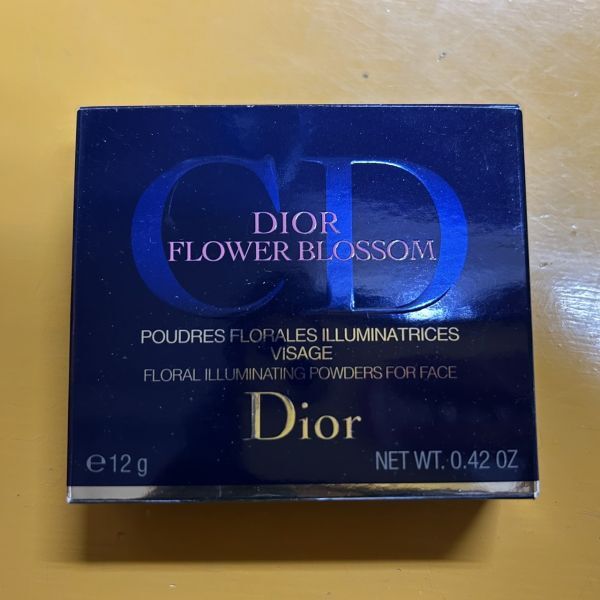 CD
DIOR
FLOWER BLOSSOM
POUDRES FLORALES ILLUMINATRICES
VISAGE
FLORAL ILLUMINATING POWDERS FOR FACE
Dior
℮12 g NET WT. 0.42 OZ